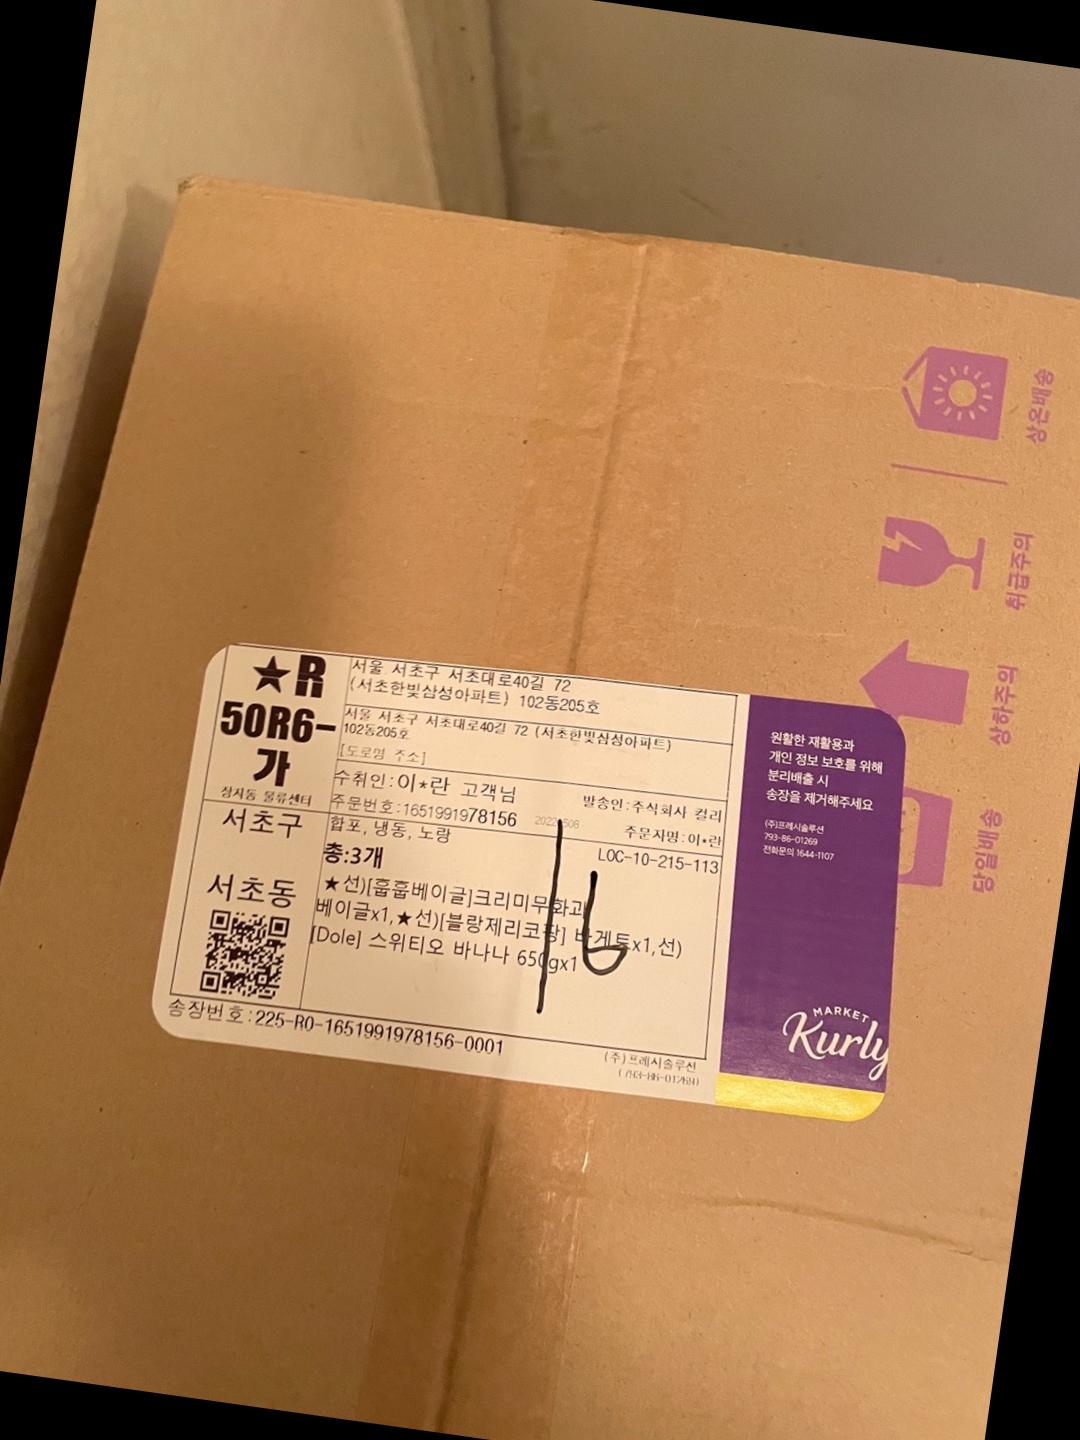 ★R
50R6-
가
장지동 물류센터
서초구
서초동
서울 서초구 서초대로40길 72
(서초한빛삼성아파트) 102동205호
서울 서초구 서초대로40길 72 (서초한빛삼성아파트)
102동205호
[도로명 주소]
수취인:이*란 고객님
발송인:주식회사 컬리
주문번호:1651991978156
주문자명:이*란
합포, 냉동, 노랑
LOC-10-215-113
총:3개
★선)[훕훕베이글]크리미무화과
베이글x1,★선)[블랑제리코팡] 바게트x1,선)
[Dole] 스위티오 바나나 650gx1
16
송장번호:225-R0-1651991978156-0001
(주)프레시솔루션
(793-86-01269)
원활한 재활용과
개인 정보 보호를 위해
분리배출 시
송장을 제거해주세요
(주)프레시솔루션
793-86-01269
전화문의 1644-1107
MARKET
Kurly
상온배송
취급주의
상하주의
당일배송